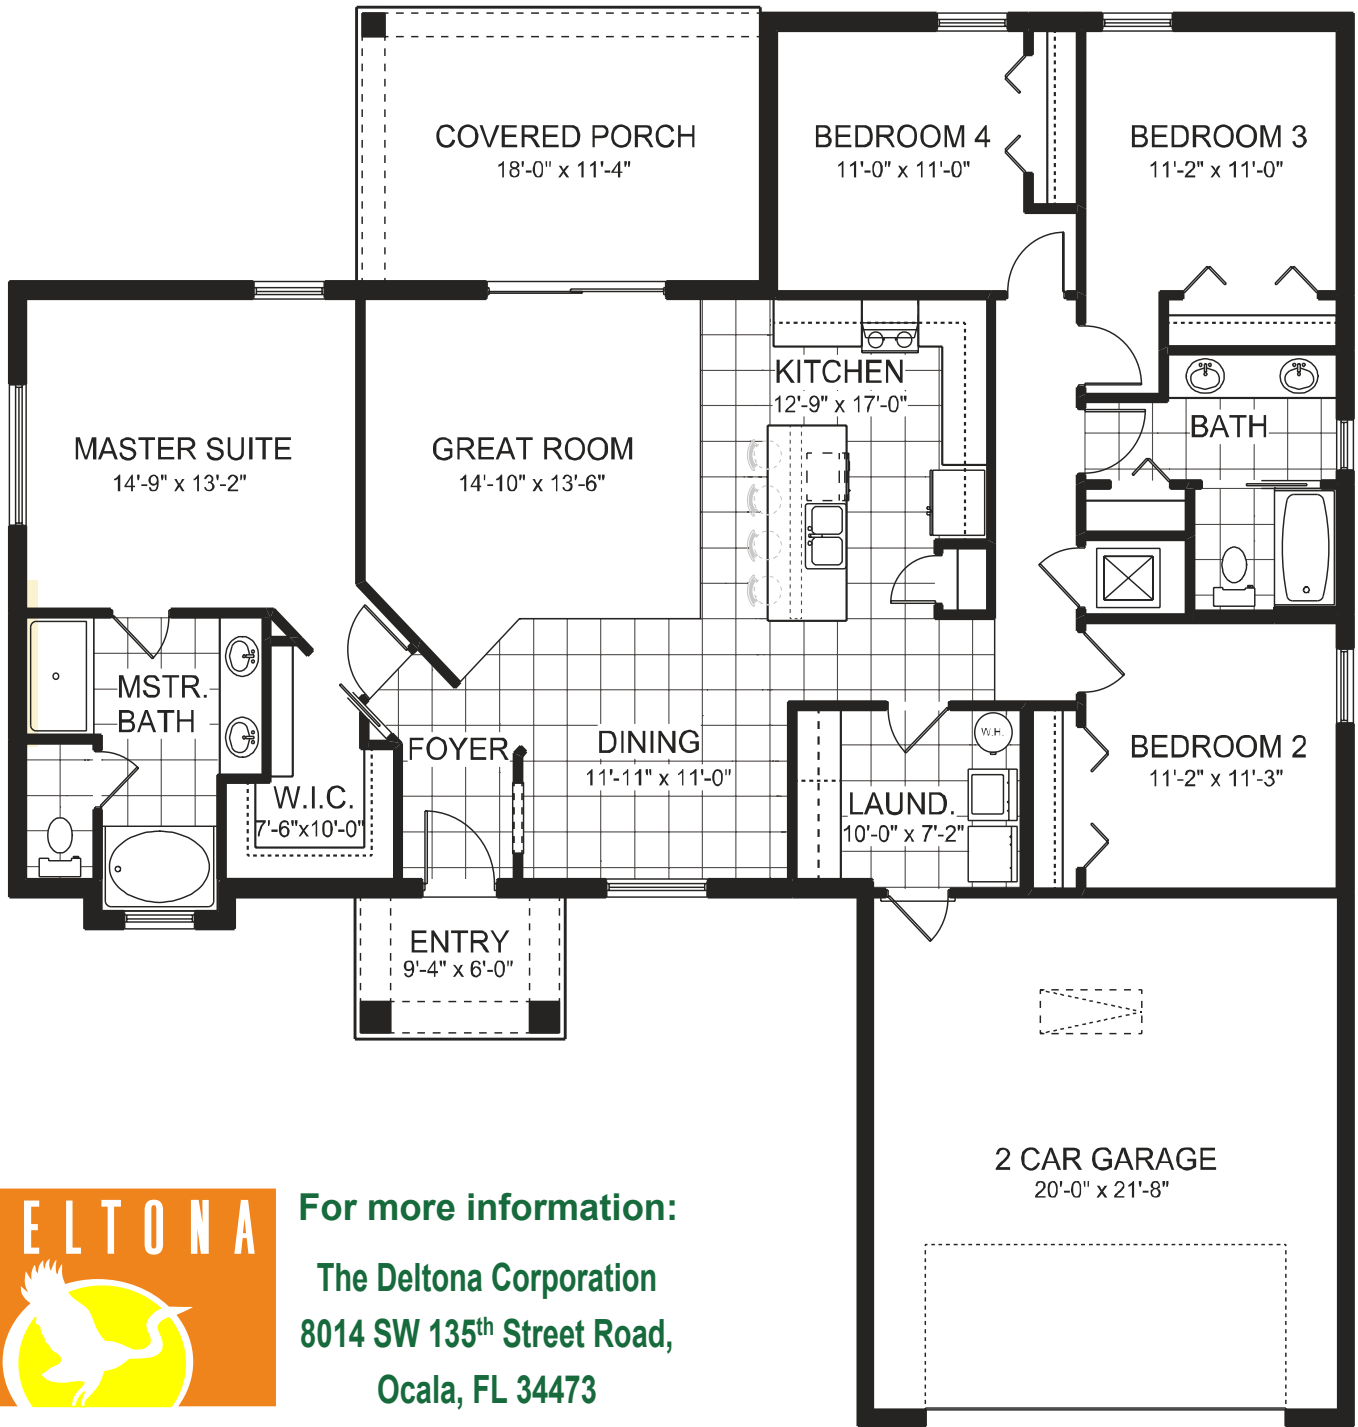 COVERED PORCH
18'-0" x 11'-4"
BEDROOM 4
11'-0" x 11'-0"
BEDROOM 3
11'-2" x 11'-0"
KITCHEN
12'-9" x 17'-0"
MASTER SUITE
14'-9" x 13'-2"
GREAT ROOM
14'-10" x 13'-6"
BATH
MSTR.
BATH
FOYER
DINING
11'-11" x 11'-0"
W.H.
BEDROOM 2
11'-2" x 11'-3"
W.I.C.
7'-6"x10'-0"
LAUND.
10'-0" x 7'-2"
ENTRY
9'-4" x 6'-0"
2 CAR GARAGE
20'-0" x 21'-8"
ELTONA
For more information:
The Deltona Corporation
8014 SW 135th Street Road,
Ocala, FL 34473